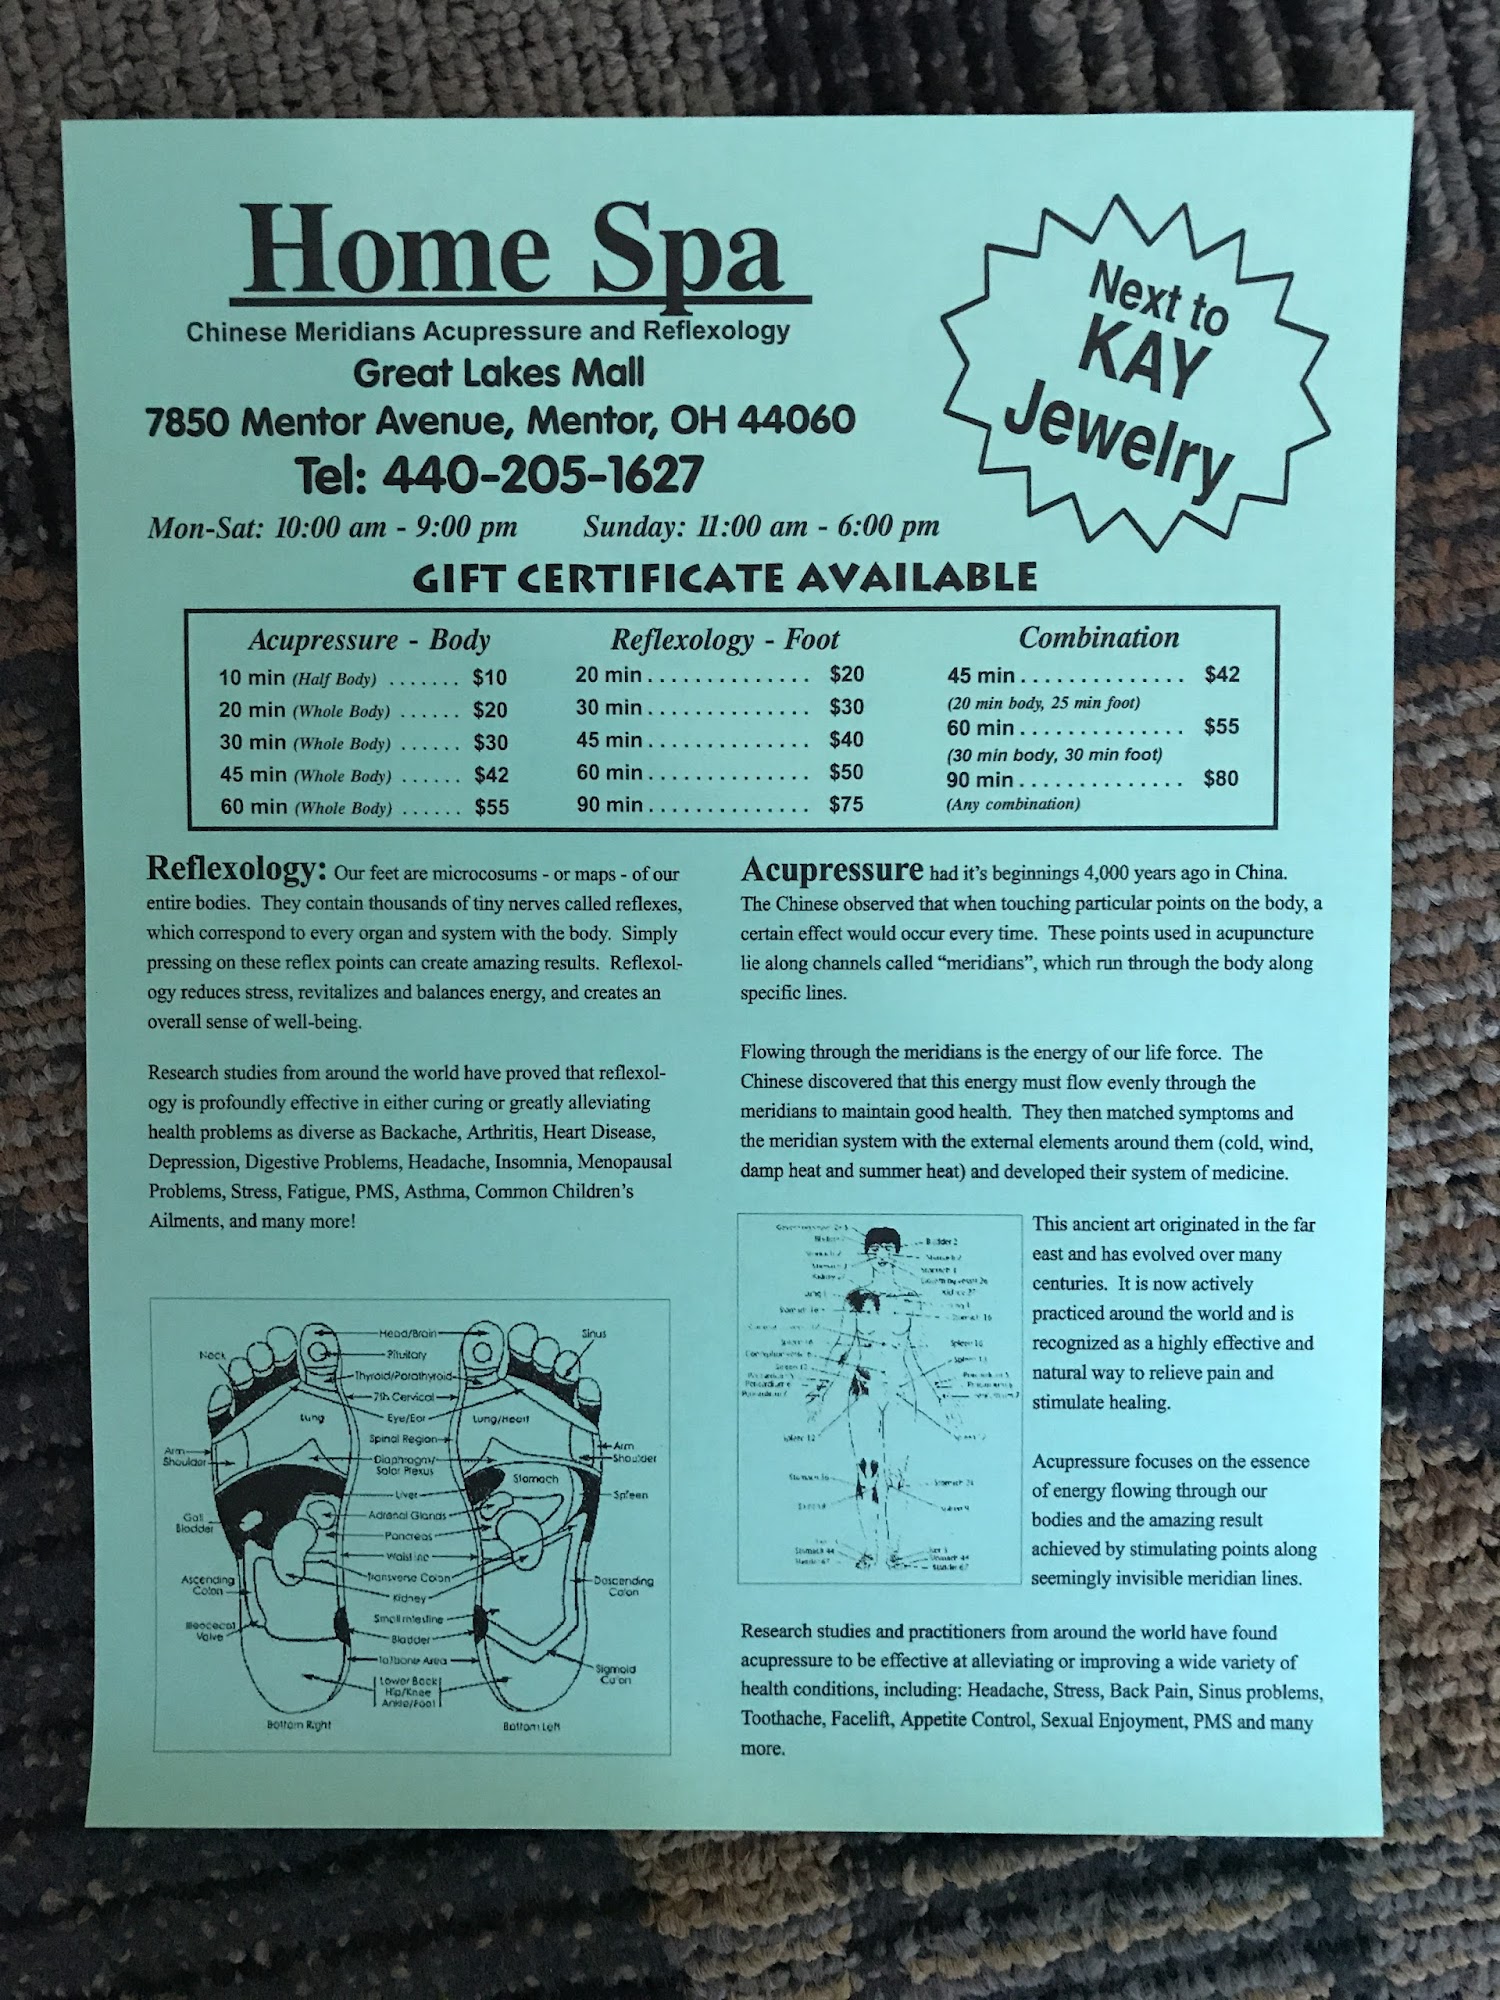 Home Spa
Chinese Meridians Acupressure and Reflexology
Great Lakes Mall
7850 Mentor Avenue, Mentor, OH 44060
Tel: 440-205-1627
Mon-Sat: 10:00 am - 9:00 pm Sunday: 11:00 am - 6:00 pm
Next to
KAY
Jewelry
GIFT CERTIFICATE AVAILABLE
Acupressure - Body
10 min (Half Body) ....... $10
20 min (Whole Body) ...... $20
30 min (Whole Body) ...... $30
45 min (Whole Body) ...... $42
60 min (Whole Body) ...... $55
Reflexology - Foot
20 min .............. $20
30 min .............. $30
45 min .............. $40
60 min .............. $50
90 min .............. $75
Combination
45 min .............. $42
(20 min body, 25 min foot)
60 min .............. $55
(30 min body, 30 min foot)
90 min .............. $80
(Any combination)
Reflexology: Our feet are microcosums - or maps - of our
entire bodies. They contain thousands of tiny nerves called reflexes,
which correspond to every organ and system with the body. Simply
pressing on these reflex points can create amazing results. Reflexol-
ogy reduces stress, revitalizes and balances energy, and creates an
overall sense of well-being.
Research studies from around the world have proved that reflexol-
ogy is profoundly effective in either curing or greatly alleviating
health problems as diverse as Backache, Arthritis, Heart Disease,
Depression, Digestive Problems, Headache, Insomnia, Menopausal
Problems, Stress, Fatigue, PMS, Asthma, Common Children's
Ailments, and many more!
Head/Brain
Sinus
Neck
Pituitary
Thyroid/Parathyroid
7th Cervical
Lung
Eye/Ear
Lung/Heart
Spinal Region
Arm
Shoulder
Diaphragm/
Solar Plexus
Arm
Shoulder
Stomach
Liver
Spleen
Gall
Bladder
Adrenal Glands
Pancreas
Waistline
Transverse Colon
Ascending
Colon
Descending
Colon
Kidney
Small Intestine
Valve
Bladder
Tailbone Area
Sigmoid
Colon
Lower Back
Hip/Knee
Ankle/Foot
Bottom Right
Bottom Left
Acupressure had it's beginnings 4,000 years ago in China.
The Chinese observed that when touching particular points on the body, a
certain effect would occur every time. These points used in acupuncture
lie along channels called “meridians”, which run through the body along
specific lines.
Flowing through the meridians is the energy of our life force. The
Chinese discovered that this energy must flow evenly through the
meridians to maintain good health. They then matched symptoms and
the meridian system with the external elements around them (cold, wind,
damp heat and summer heat) and developed their system of medicine.
This ancient art originated in the far
east and has evolved over many
centuries. It is now actively
practiced around the world and is
recognized as a highly effective and
natural way to relieve pain and
stimulate healing.
Acupressure focuses on the essence
of energy flowing through our
bodies and the amazing result
achieved by stimulating points along
seemingly invisible meridian lines.
Research studies and practitioners from around the world have found
acupressure to be effective at alleviating or improving a wide variety of
health conditions, including: Headache, Stress, Back Pain, Sinus problems,
Toothache, Facelift, Appetite Control, Sexual Enjoyment, PMS and many
more.